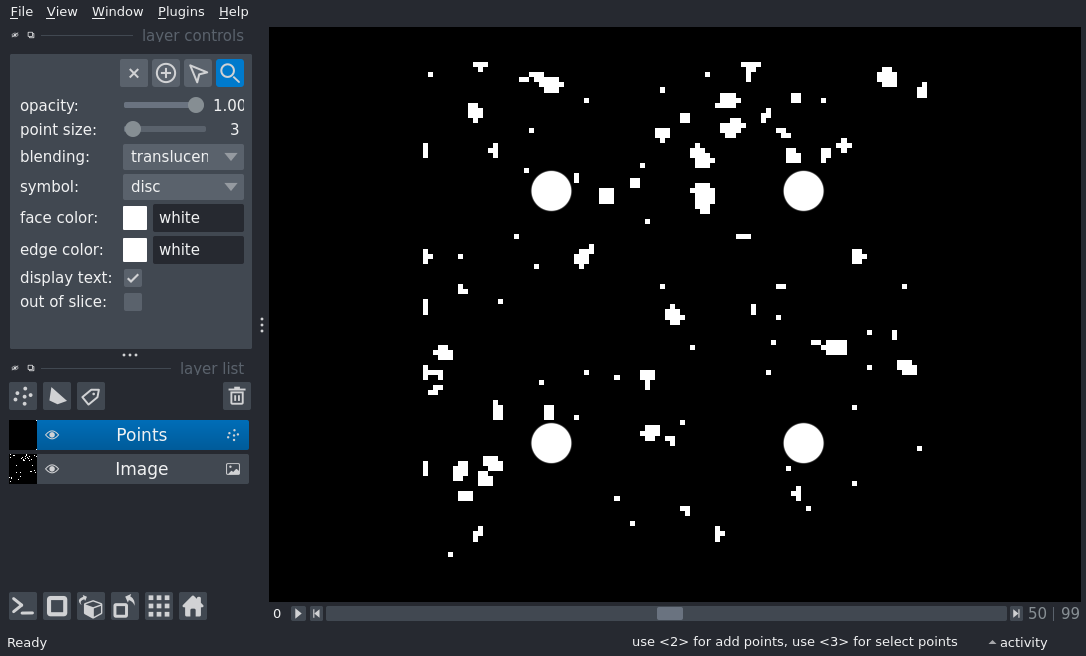 File View Window Plugins Help
layer controls
opacity: 1.00
point size: 3
blending: translucen
symbol: disc
face color: white
edge color: white
display text:
out of slice:
layer list
Points
Image
0 50 | 99
Ready use <2> for add points, use <3> for select points activity